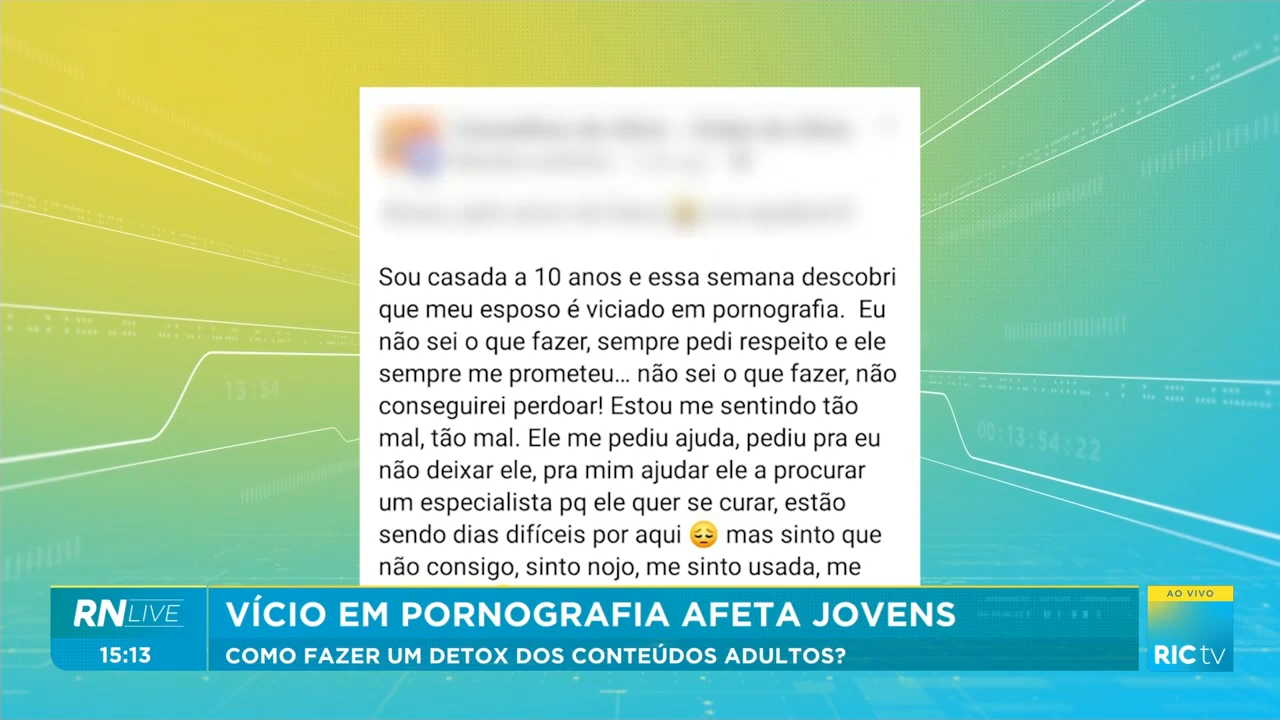 Sou casada a 10 anos e essa semana descobri
que meu esposo é viciado em pornografia. Eu
não sei o que fazer, sempre pedi respeito e ele
sempre me prometeu... não sei o que fazer, não
conseguirei perdoar! Estou me sentindo tão
mal, tão mal. Ele me pediu ajuda, pediu pra eu
não deixar ele, pra mim ajudar ele a procurar
um especialista pq ele quer se curar, estão
sendo dias difíceis por aqui 😔 mas sinto que
não consigo, sinto nojo, me sinto usada, me
13:54
00:13:54:22
RN LIVE
15:13
VÍCIO EM PORNOGRAFIA AFETA JOVENS
COMO FAZER UM DETOX DOS CONTEÚDOS ADULTOS?
AO VIVO
RIC tv